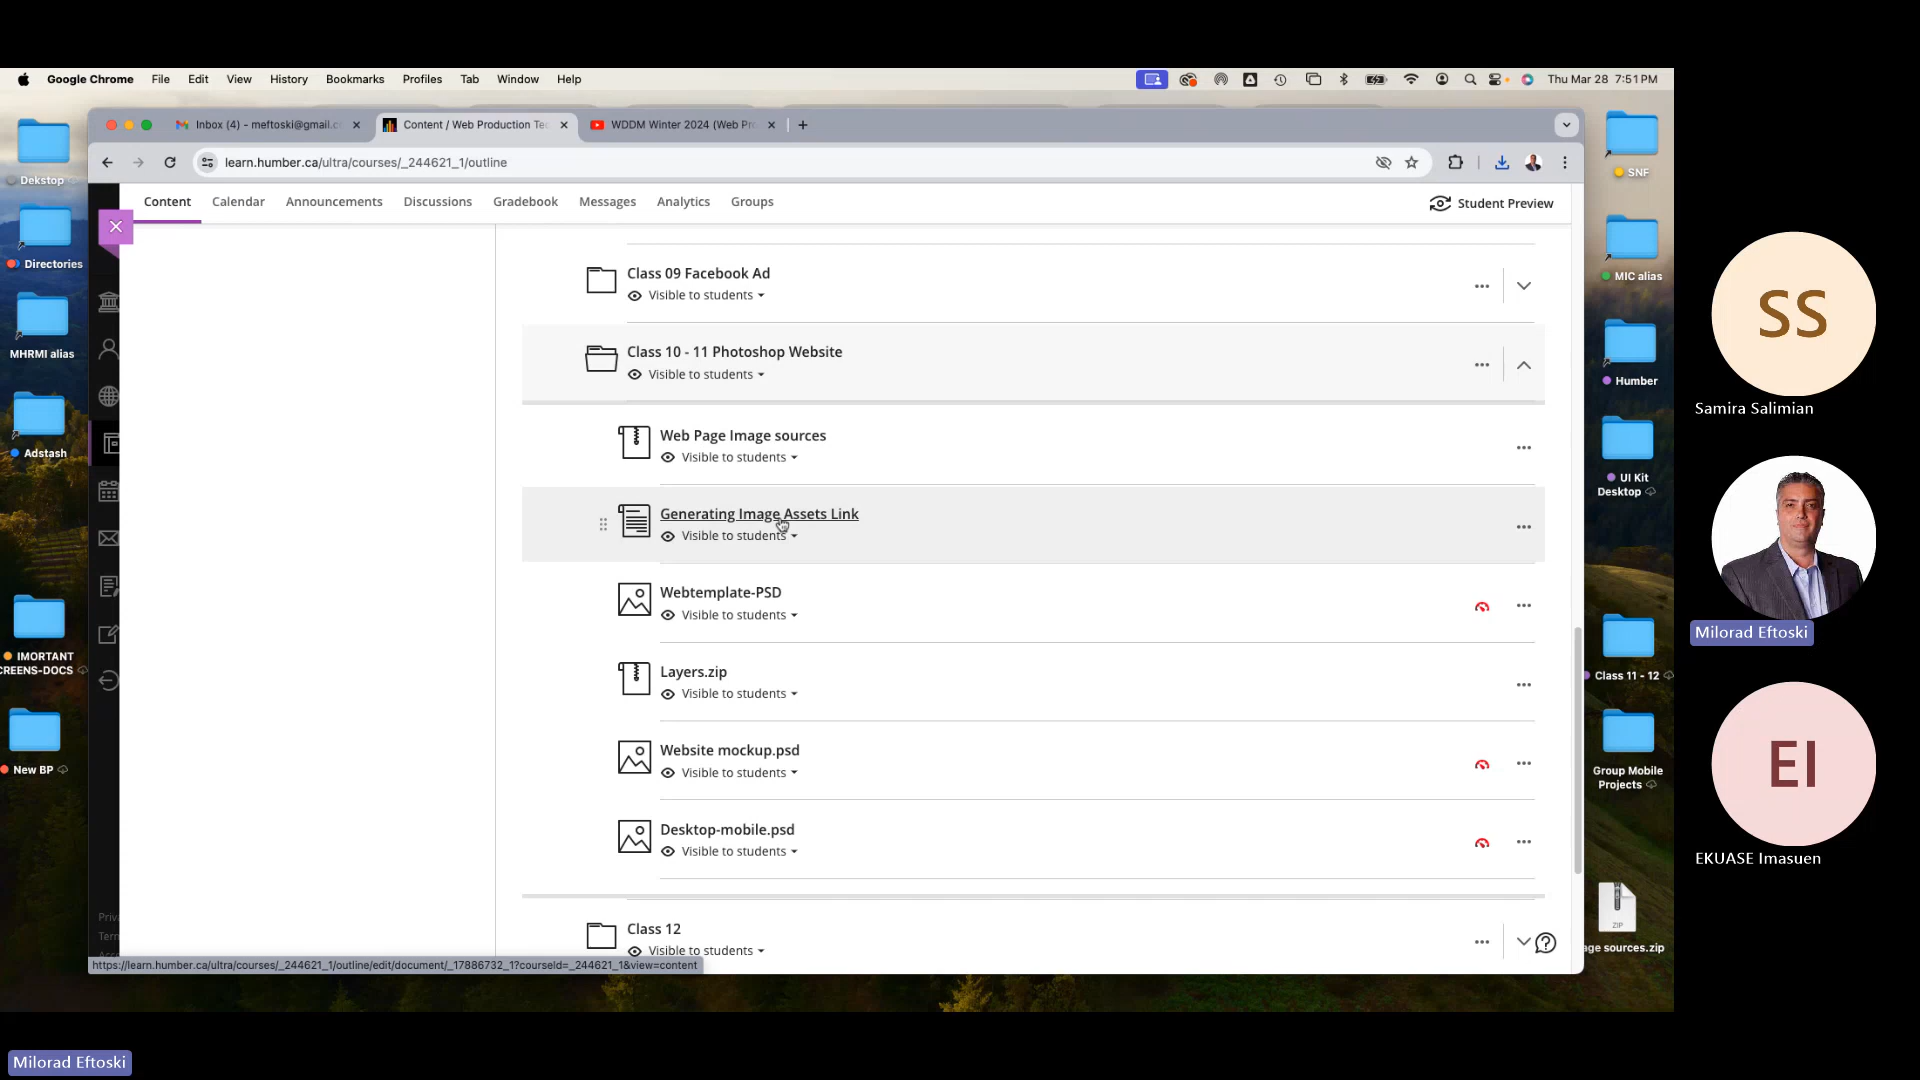 Google Chrome File Edit View History Bookmarks Profiles Tab Window Help
Thu Mar 28 7:51 PM
Inbox (4) - meftoski@gmail.c
Content / Web Production Tec
WDDM Winter 2024 (Web Pr
learn.humber.ca/ultra/courses/_244621_1/outline
Content Calendar Announcements Discussions Gradebook Messages Analytics Groups
Student Preview
Class 09 Facebook Ad
Visible to students
Class 10 - 11 Photoshop Website
Visible to students
Web Page Image sources
Visible to students
Generating Image Assets Link
Visible to students
Webtemplate-PSD
Visible to students
Layers.zip
Visible to students
Website mockup.psd
Visible to students
Desktop-mobile.psd
Visible to students
Class 12
Visible to students
https://learn.humber.ca/ultra/courses/_244621_1/outline/edit/document/_17886732_1?courseId=_244621_1&view=content
Priva
Term
Dekstop
Directories
MHRMI alias
Adstash
IMORTANT
CREENS-DOCS
New BP
SNF
MIC alias
Humber
UI Kit
Desktop
Class 11 - 12
Group Mobile
Projects
ZIP
age sources.zip
SS
Samira Salimian
Milorad Eftoski
EI
EKUASE Imasuen
Milorad Eftoski